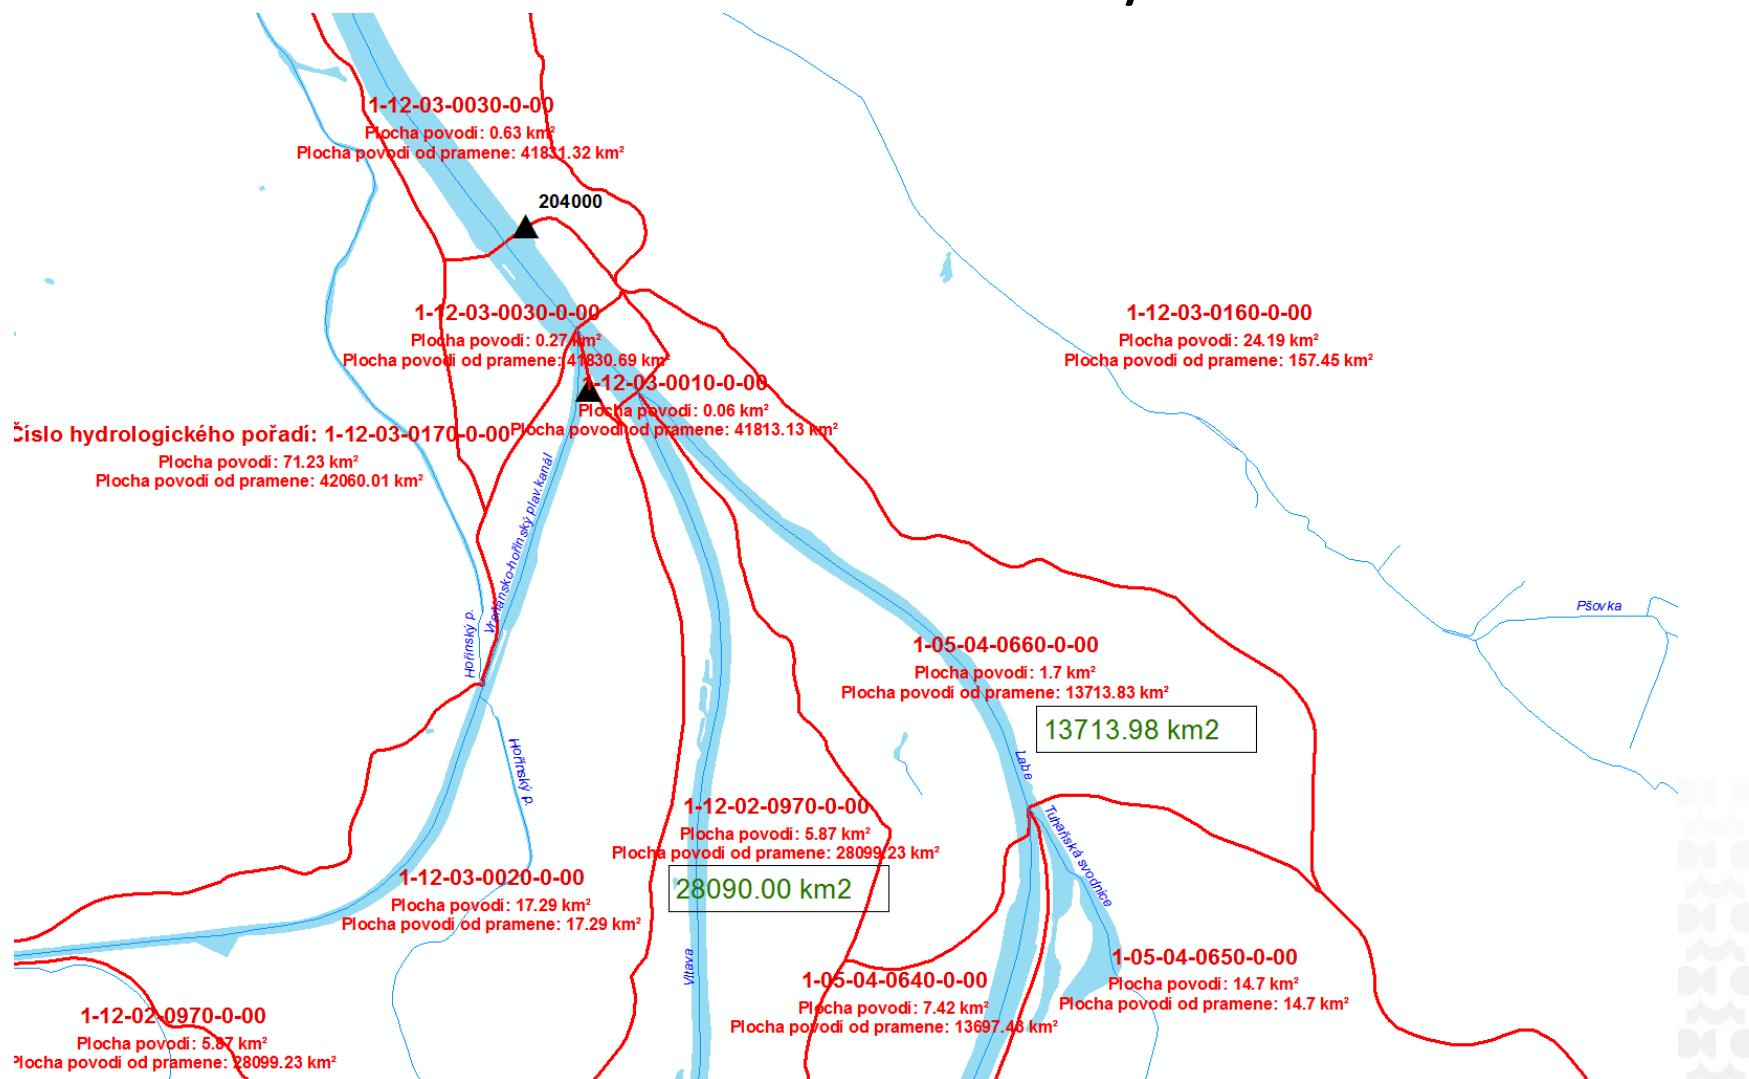 1-12-03-0030-0-00
Plocha povodí: 0.63 km²
Plocha povodí od pramene: 41831.32 km²
204000
1-12-03-0030-0-00
Plocha povodí: 0.27 km²
Plocha povodí od pramene: 41830.69 km²
1-12-03-0160-0-00
Plocha povodí: 24.19 km²
Plocha povodí od pramene: 157.45 km²
1-12-03-0010-0-00
Plocha povodí: 0.06 km²
Plocha povodí od pramene: 41813.13 km²
Číslo hydrologického pořadí: 1-12-03-0170-0-00
Plocha povodí: 71.23 km²
Plocha povodí od pramene: 42060.01 km²
Vraňansko-hořínský plav.kanál
Hořínský p.
Pšovka
1-05-04-0660-0-00
Plocha povodí: 1.7 km²
Plocha povodí od pramene: 13713.83 km²
13713.98 km2
Hořínský p.
Labe
Tuhaňská svodnice
1-12-02-0970-0-00
Plocha povodí: 5.87 km²
Plocha povodí od pramene: 28099.23 km²
28090.00 km2
1-12-03-0020-0-00
Plocha povodí: 17.29 km²
Plocha povodí od pramene: 17.29 km²
Vltava
1-05-04-0640-0-00
Plocha povodí: 7.42 km²
Plocha povodí od pramene: 13697.43 km²
1-05-04-0650-0-00
Plocha povodí: 14.7 km²
Plocha povodí od pramene: 14.7 km²
1-12-02-0970-0-00
Plocha povodí: 5.87 km²
Plocha povodí od pramene: 28099.23 km²